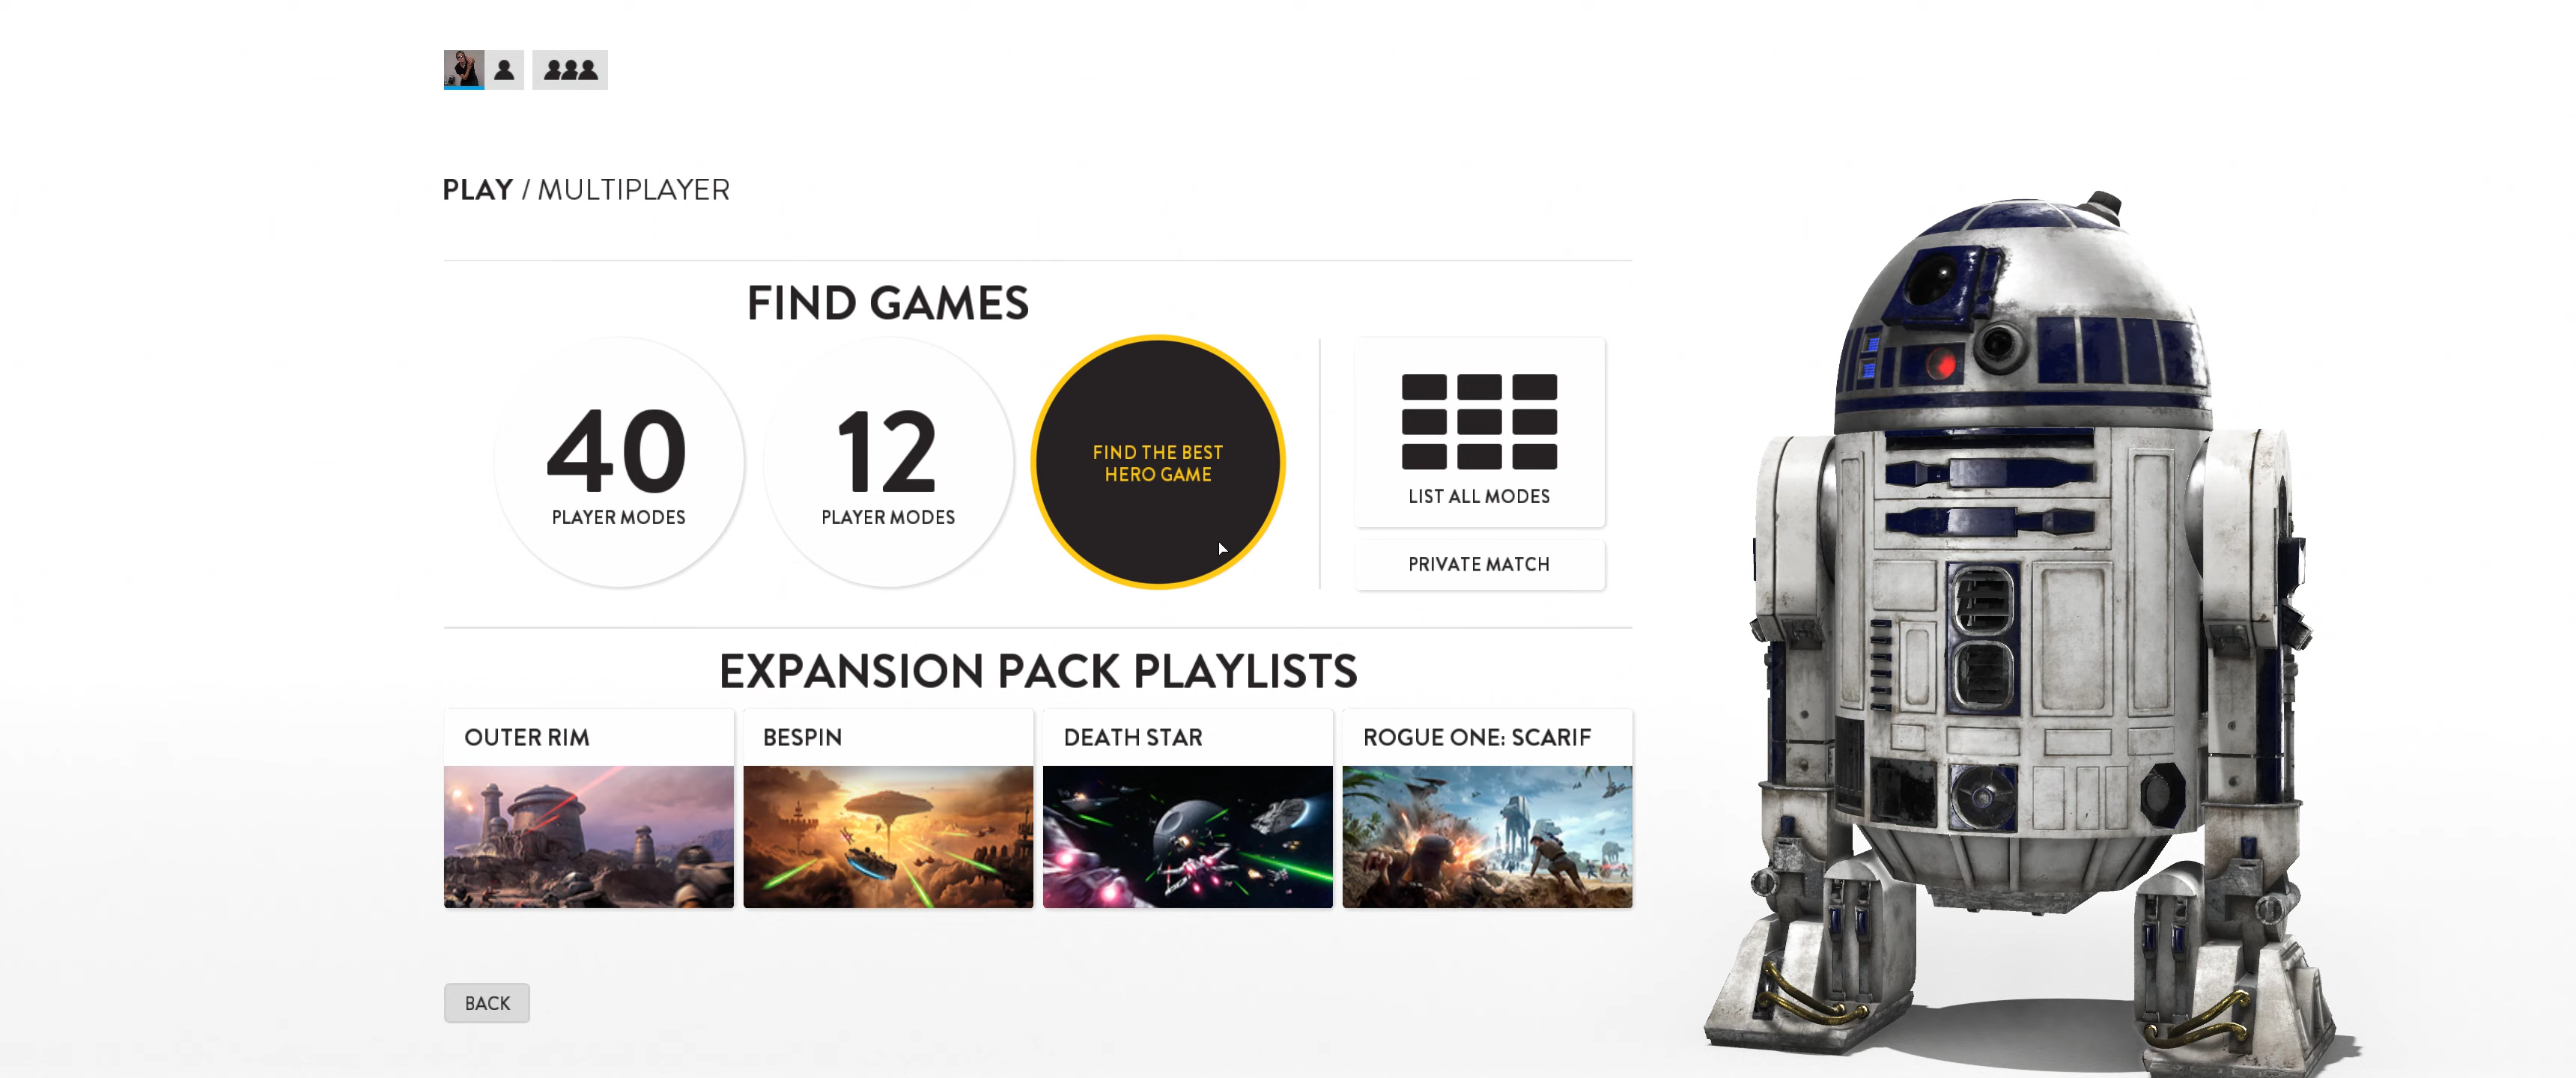 PLAY / MULTIPLAYER
FIND GAMES
40
PLAYER MODES
12
PLAYER MODES
FIND THE BEST
HERO GAME
LIST ALL MODES
PRIVATE MATCH
EXPANSION PACK PLAYLISTS
OUTER RIM
BESPIN
DEATH STAR
ROGUE ONE: SCARIF
BACK